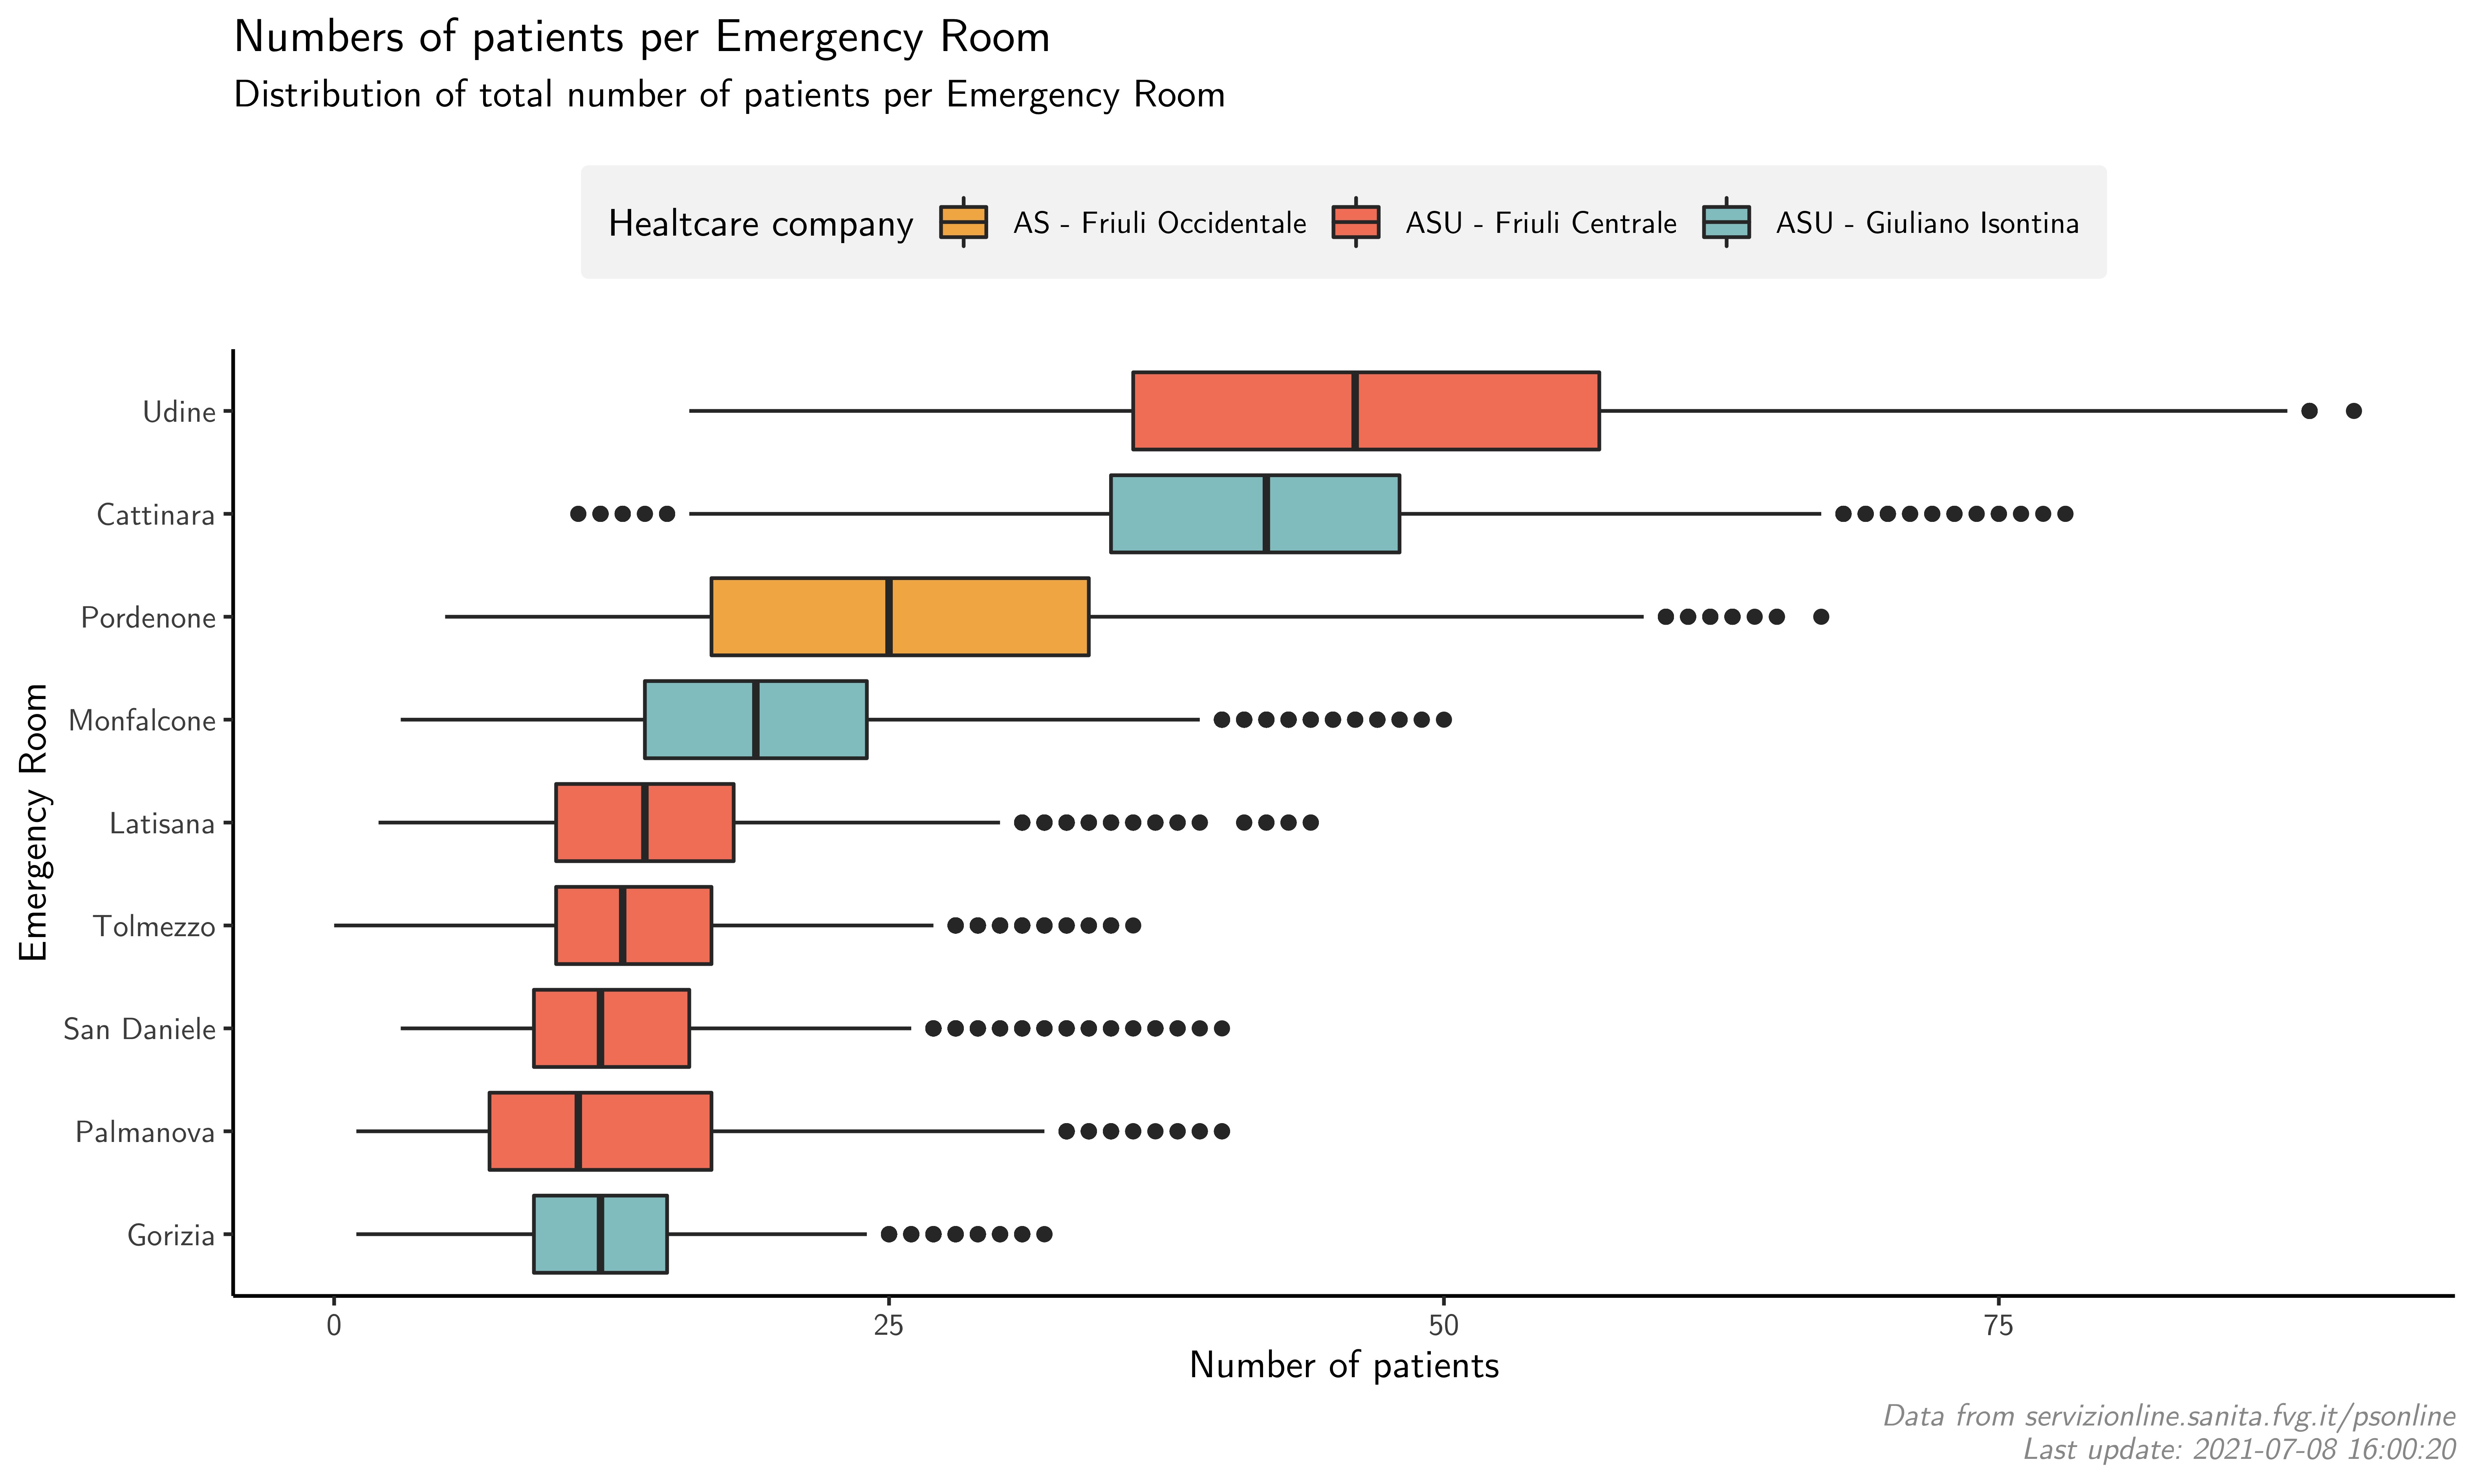 Numbers of patients per Emergency Room
Distribution of total number of patients per Emergency Room
Healtcare company AS - Friuli Occidentale ASU - Friuli Centrale ASU - Giuliano Isontina
Udine
Cattinara
Pordenone
Monfalcone
Latisana
Tolmezzo
San Daniele
Palmanova
Gorizia
Emergency Room
0 25 50 75
Number of patients
Data from servizionline.sanita.fvg.it/psonline
Last update: 2021-07-08 16:00:20